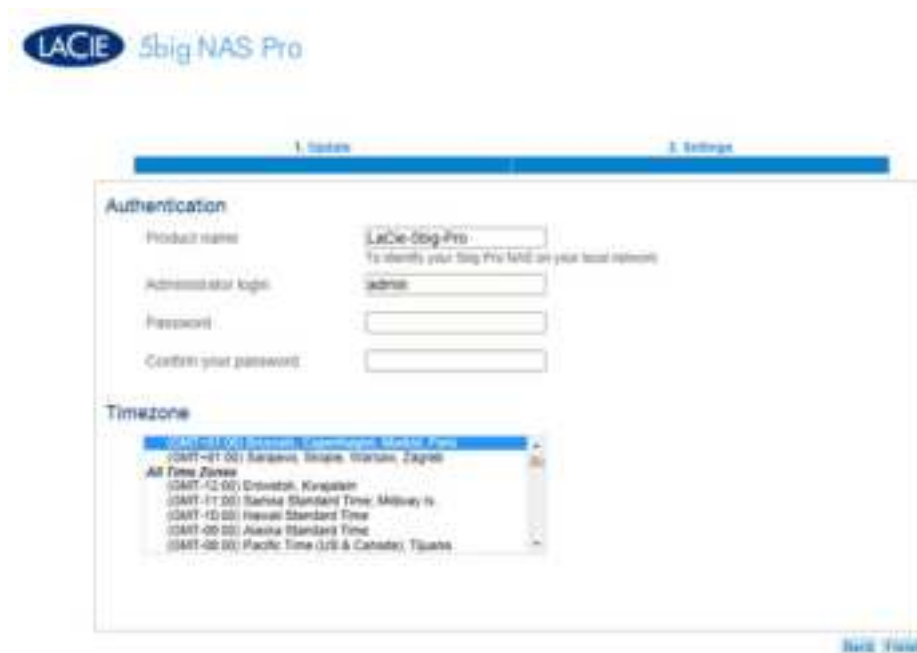 LACIE 5big NAS Pro
1. Update 2. Settings
Authentication
Product name LaCie-5big-Pro
To identify your 5big Pro NAS on your local network
Administrator login admin
Password
Confirm your password
Timezone
(GMT+01:00) Brussels, Copenhagen, Madrid, Paris
(GMT+01:00) Sarajevo, Skopje, Warsaw, Zagreb
All Time Zones
(GMT-12:00) Eniwetok, Kwajalein
(GMT-11:00) Samoa Standard Time, Midway Is.
(GMT-10:00) Hawaii Standard Time
(GMT-09:00) Alaska Standard Time
(GMT-08:00) Pacific Time (US & Canada), Tijuana
Back